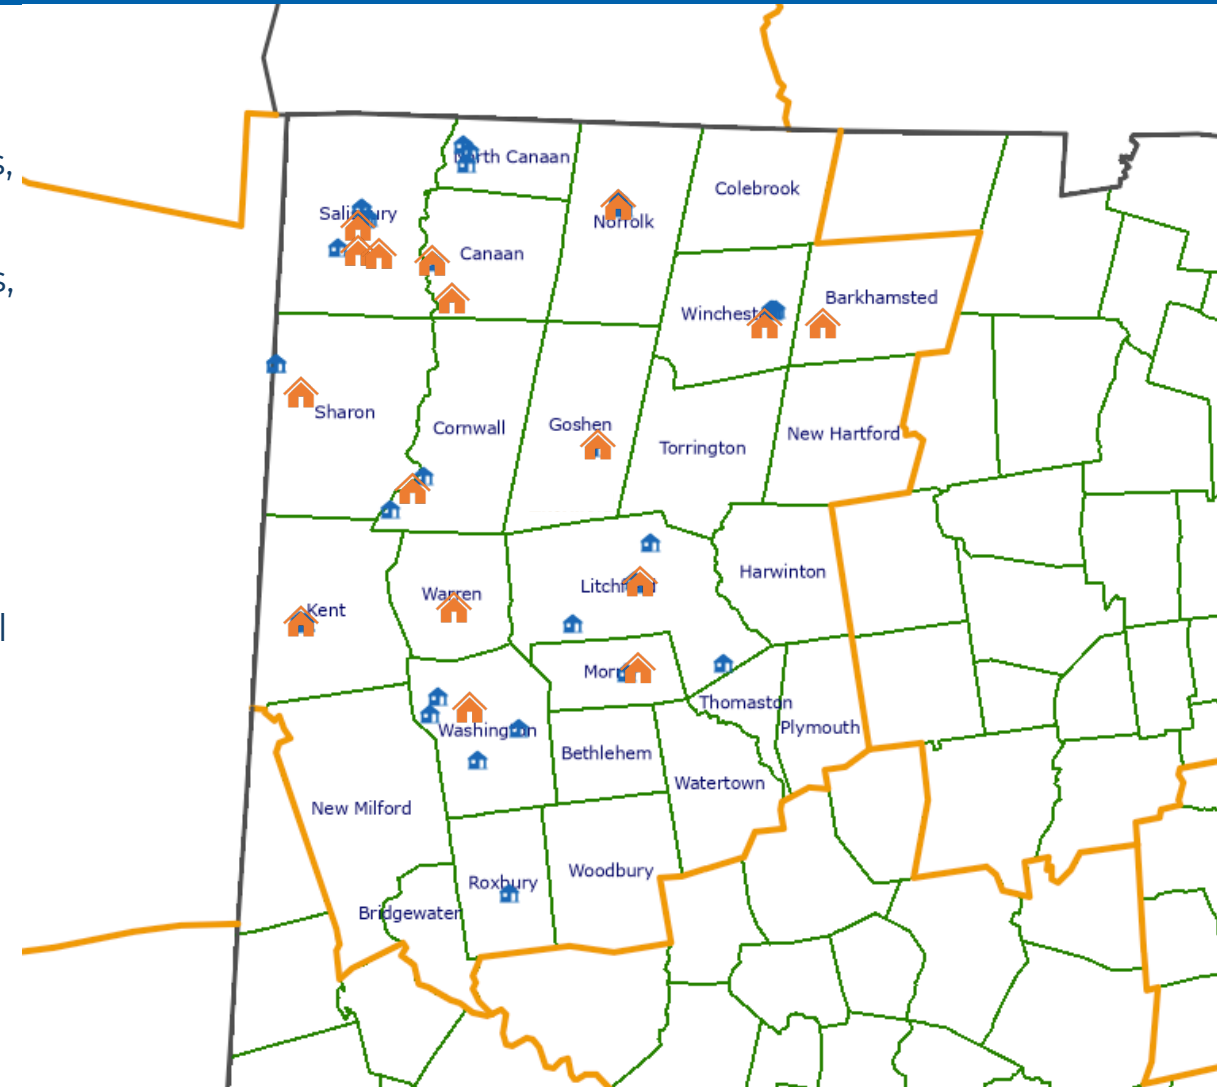 s,
North Canaan
Colebrook
Salisbury
Norfolk
Canaan
s,
Barkhamsted
Winchester
Sharon
Goshen
Cornwall
New Hartford
Torrington
Harwinton
Litchfield
Warren
Kent
l
Morris
Thomaston
Plymouth
Washington
Bethlehem
Watertown
New Milford
Woodbury
Roxbury
Bridgewater